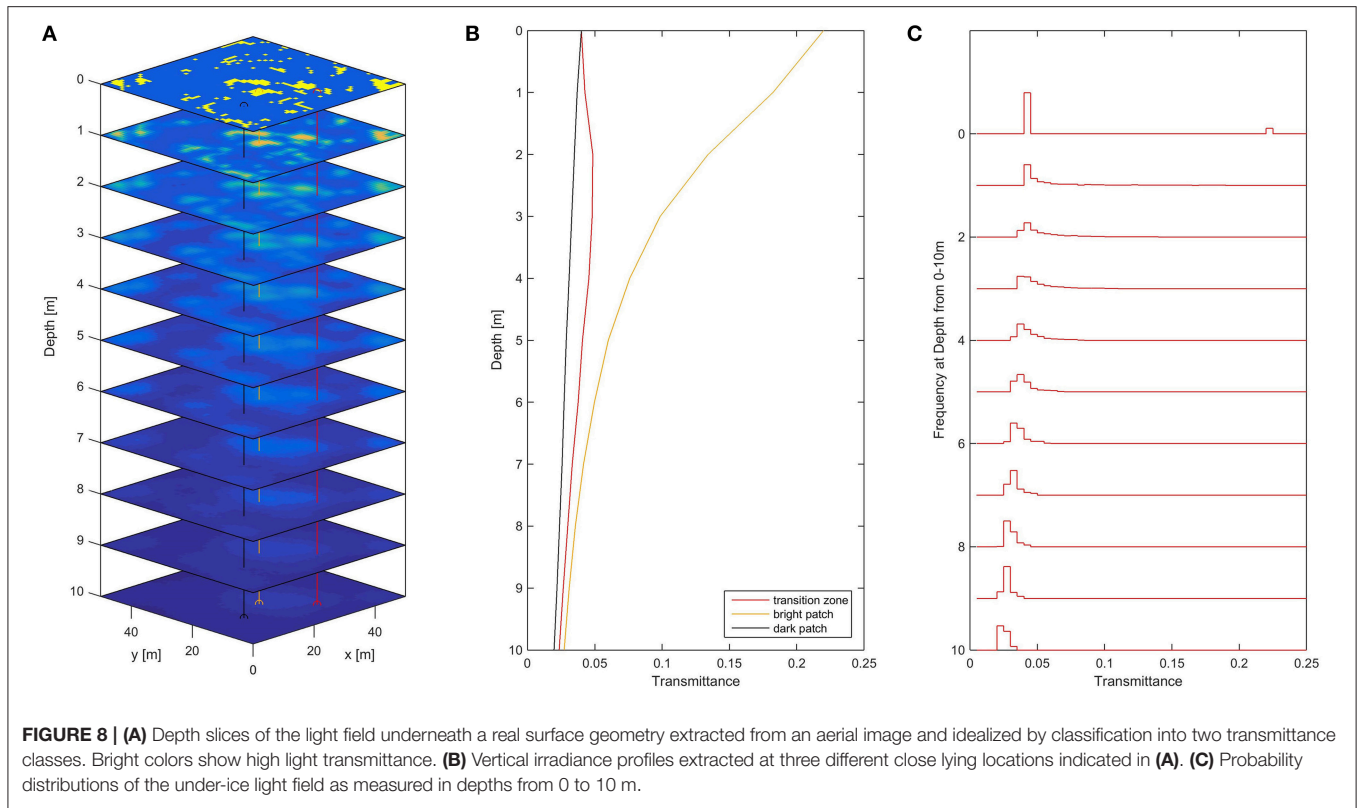 A
0
1
2
3
4
5
6
7
8
9
10
Depth [m]
40
20
0
20
40
y [m]
x [m]
B
0
1
2
3
4
5
6
7
8
9
10
Depth [m]
0
0.05
0.1
0.15
0.2
0.25
Transmittance
transition zone
bright patch
dark patch
C
0
2
4
6
8
10
Frequency at Depth from 0-10m
0
0.05
0.1
0.15
0.2
0.25
Transmittance
FIGURE 8 | (A) Depth slices of the light field underneath a real surface geometry extracted from an aerial image and idealized by classification into two transmittance
classes. Bright colors show high light transmittance. (B) Vertical irradiance profiles extracted at three different close lying locations indicated in (A). (C) Probability
distributions of the under-ice light field as measured in depths from 0 to 10 m.